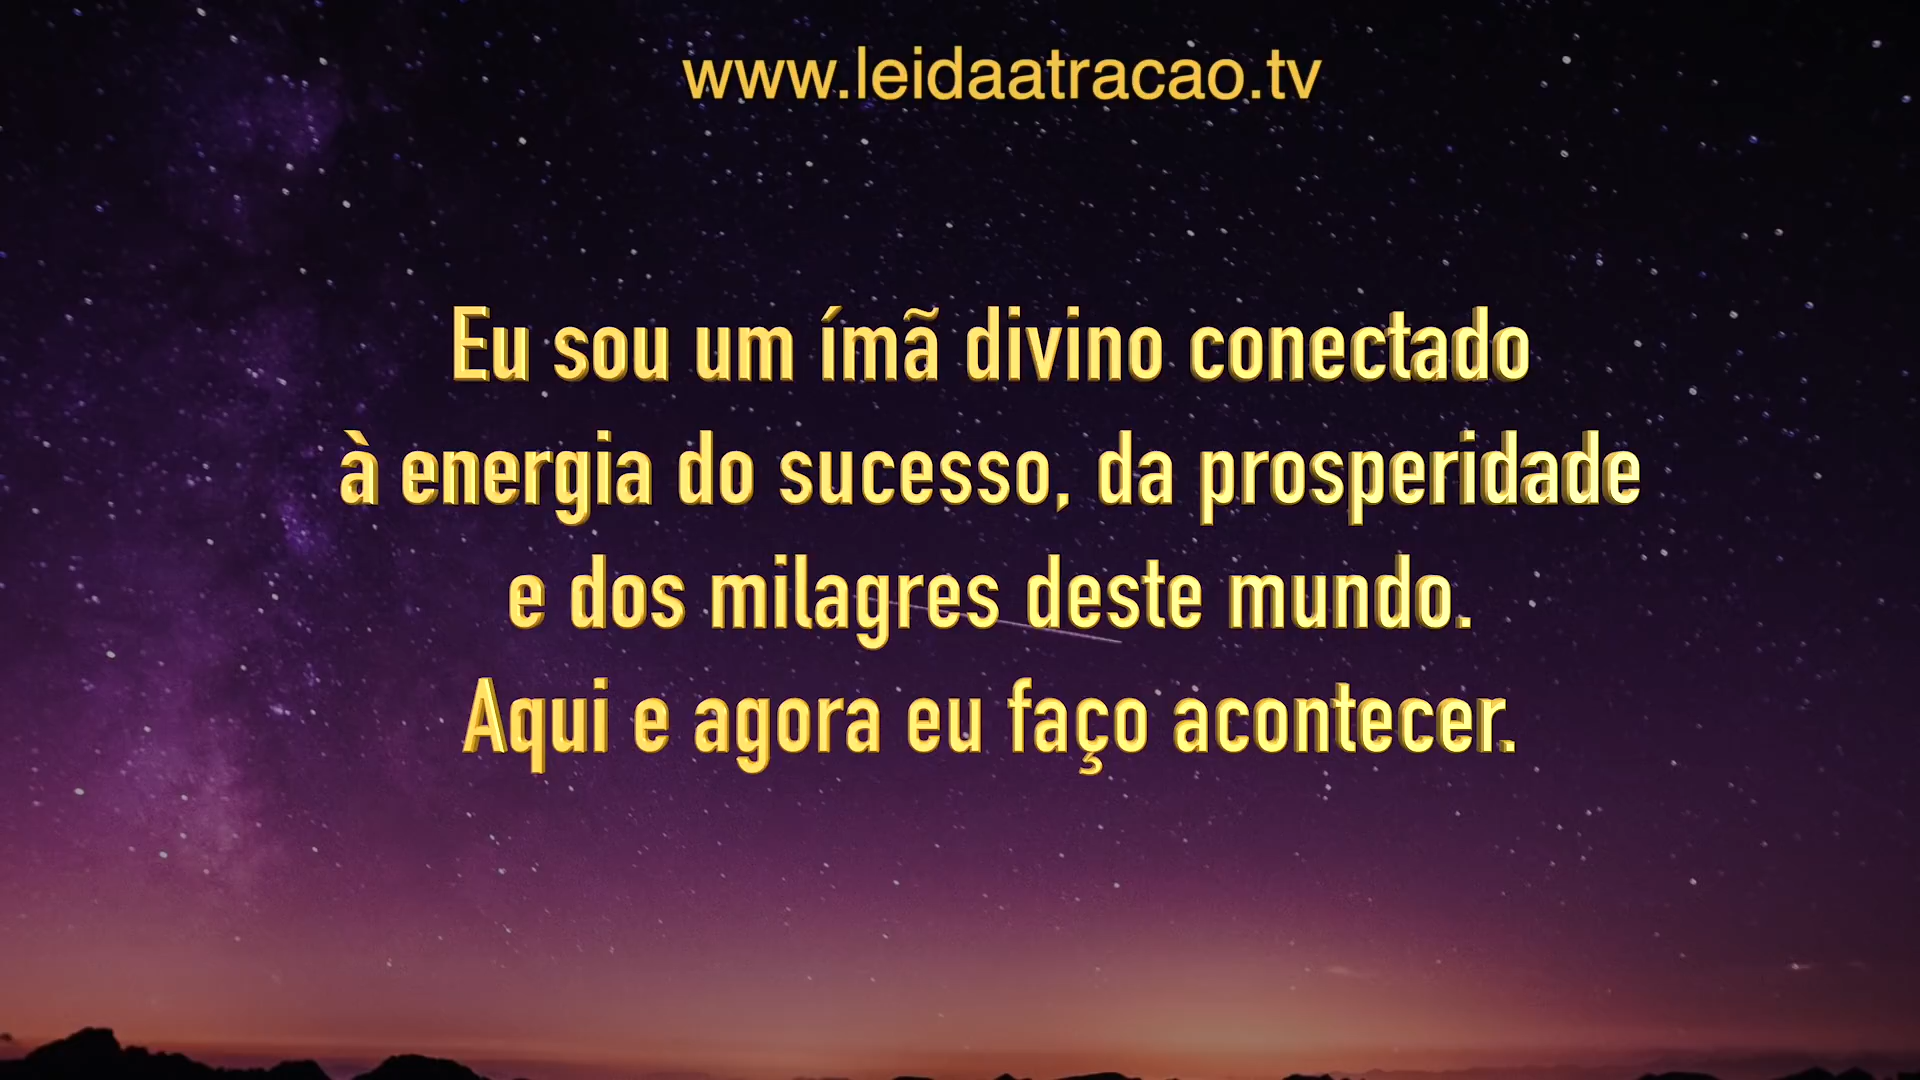 www.leidaatracao.tv
Eu sou um ímã divino conectado
à energia do sucesso, da prosperidade
e dos milagres deste mundo.
Aqui e agora eu faço acontecer.